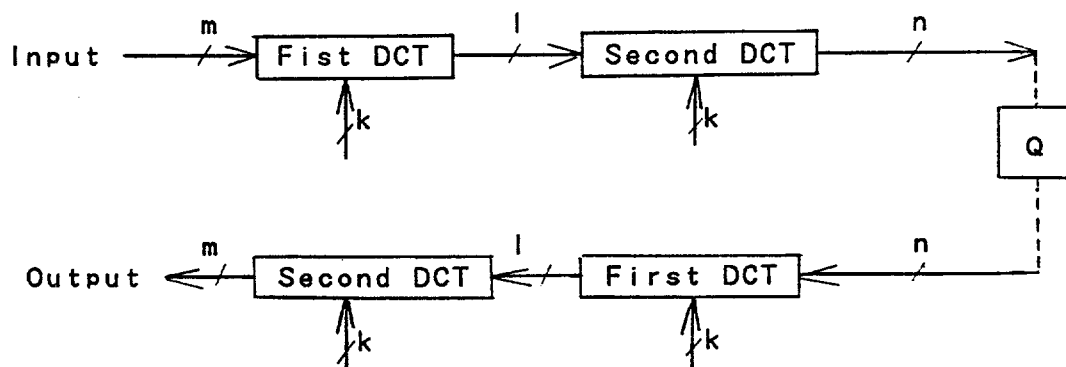 m l n
Input Fist DCT Second DCT
k k
Q
m l n
Output Second DCT First DCT
k k